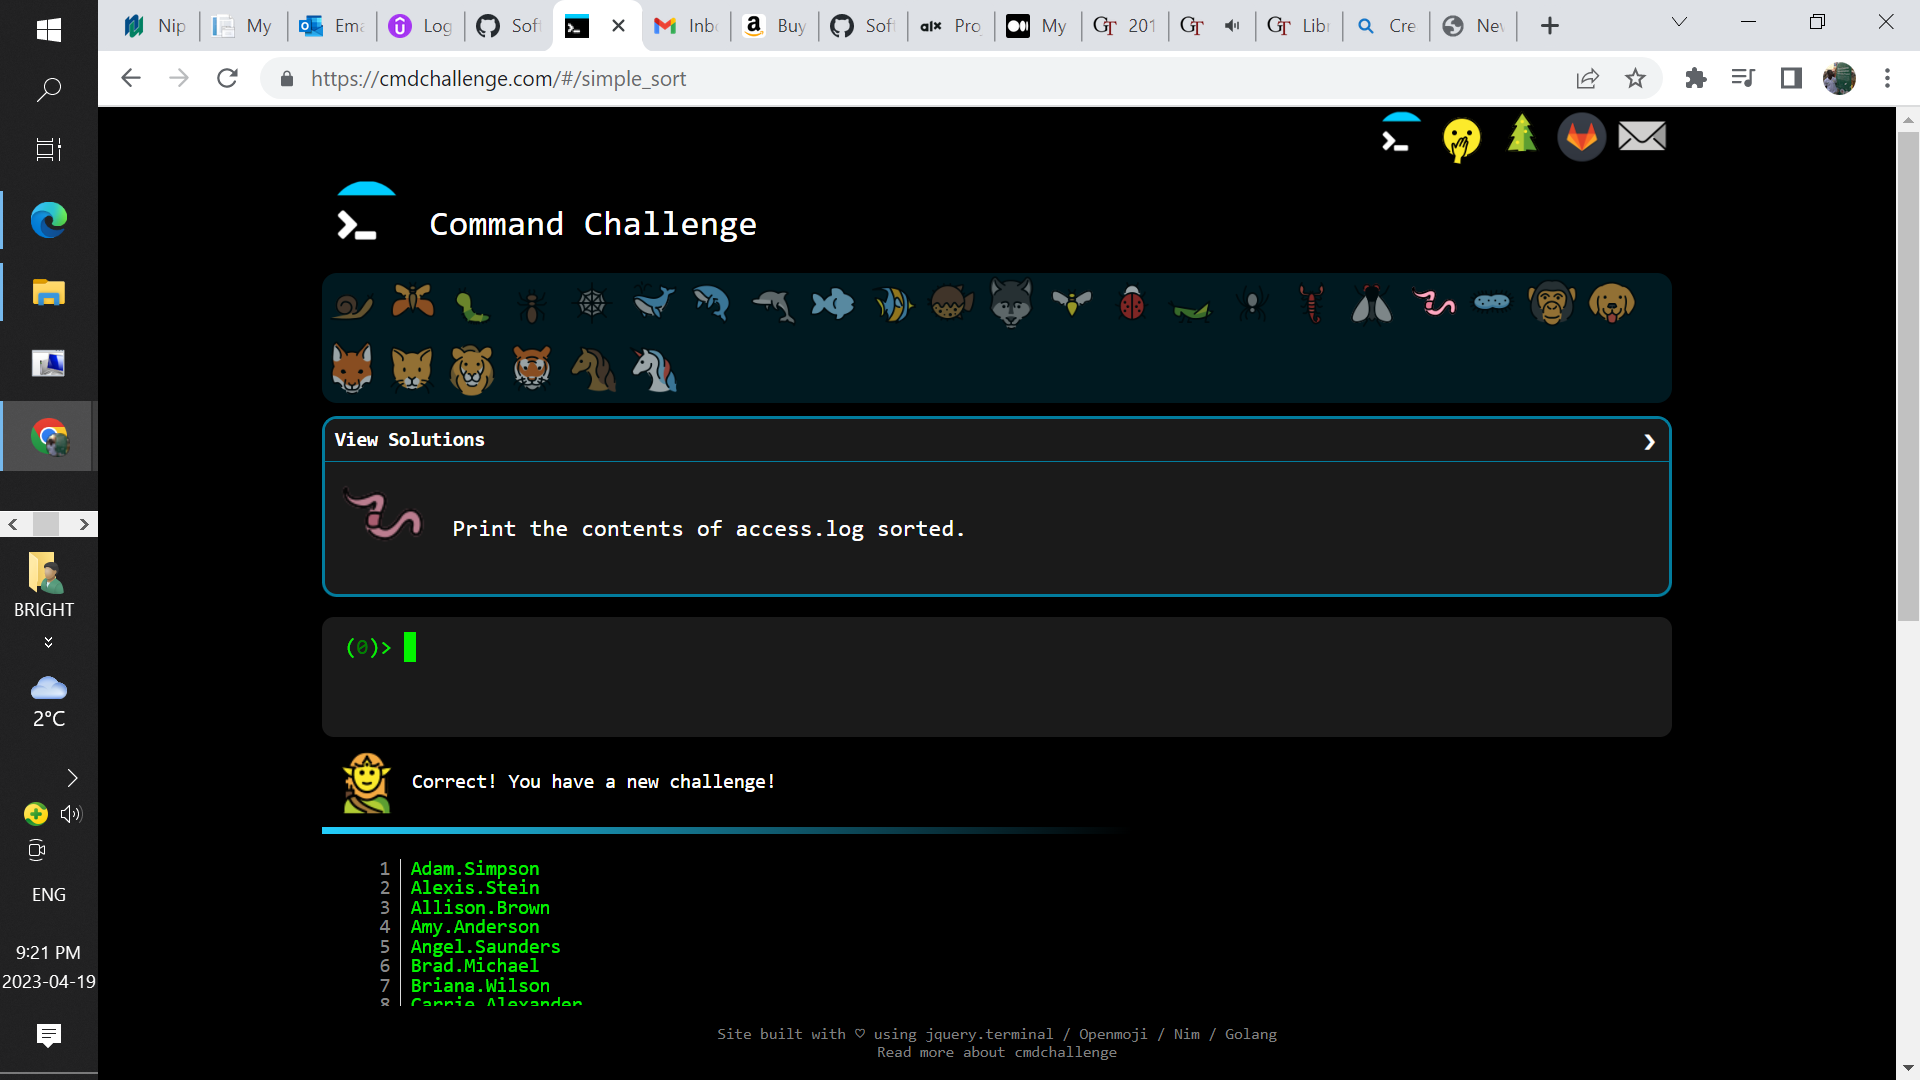 Nip
My
Ema
Log
Sof
Inb
Buy
Sof
Pro
My
201
Libr
Cre
Nev
https://cmdchallenge.com/#/simple_sort
Command Challenge
View Solutions
Print the contents of access.log sorted.
(0)>
Correct! You have a new challenge!
1 Adam.Simpson
2 Alexis.Stein
3 Allison.Brown
4 Amy.Anderson
5 Angel.Saunders
6 Brad.Michael
7 Briana.Wilson
8 Carrie.Alexander
Site built with ♡ using jquery.terminal / Openmoji / Nim / Golang
Read more about cmdchallenge
BRIGHT
2°C
ENG
9:21 PM
2023-04-19